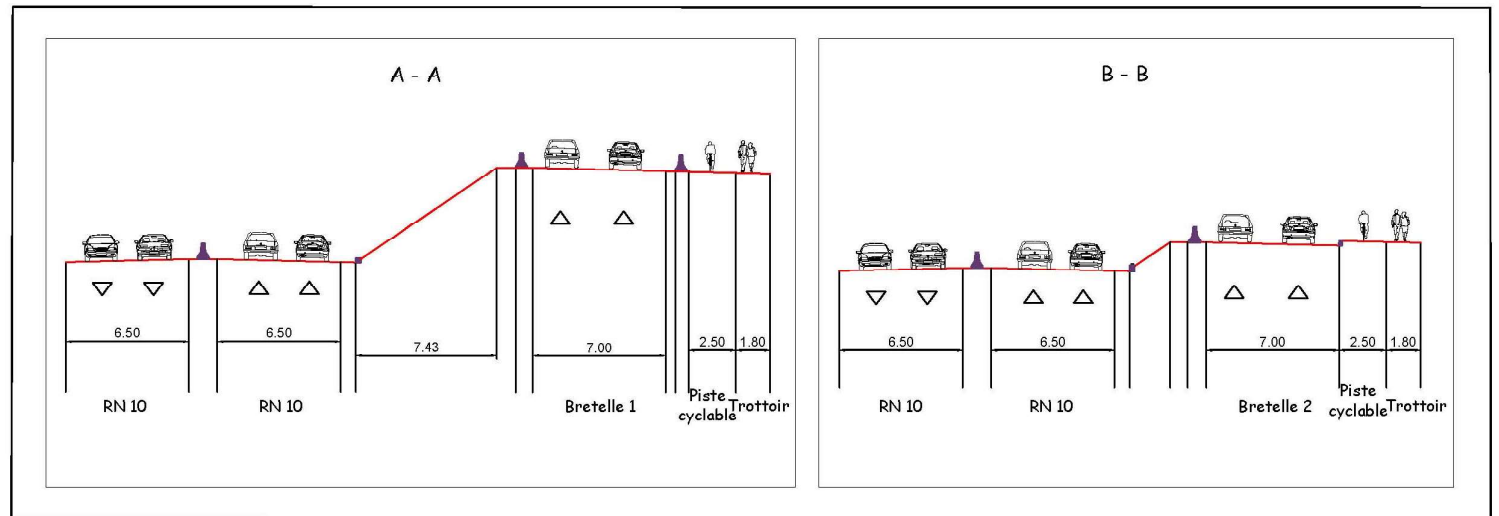 A - A
6.50
6.50
7.43
7.00
2.50
1.80
RN 10
RN 10
Bretelle 1
Piste
cyclable
Trottoir
B - B
6.50
6.50
7.00
2.50
1.80
RN 10
RN 10
Bretelle 2
Piste
cyclable
Trottoir